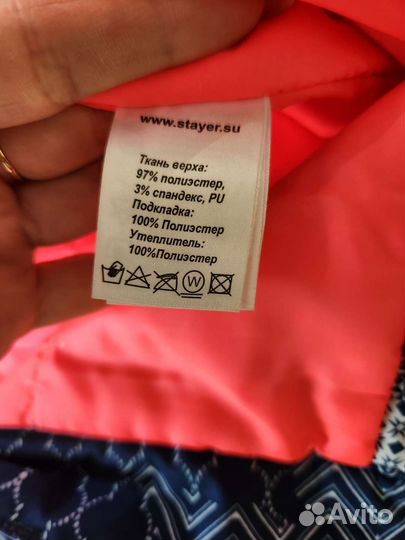 www.stayer.su
Ткань верха:
97% полиэстер,
3% спандекс, PU
Подкладка:
100% Полиэстер
Утеплитель:
100%Полиэстер
W
Avito